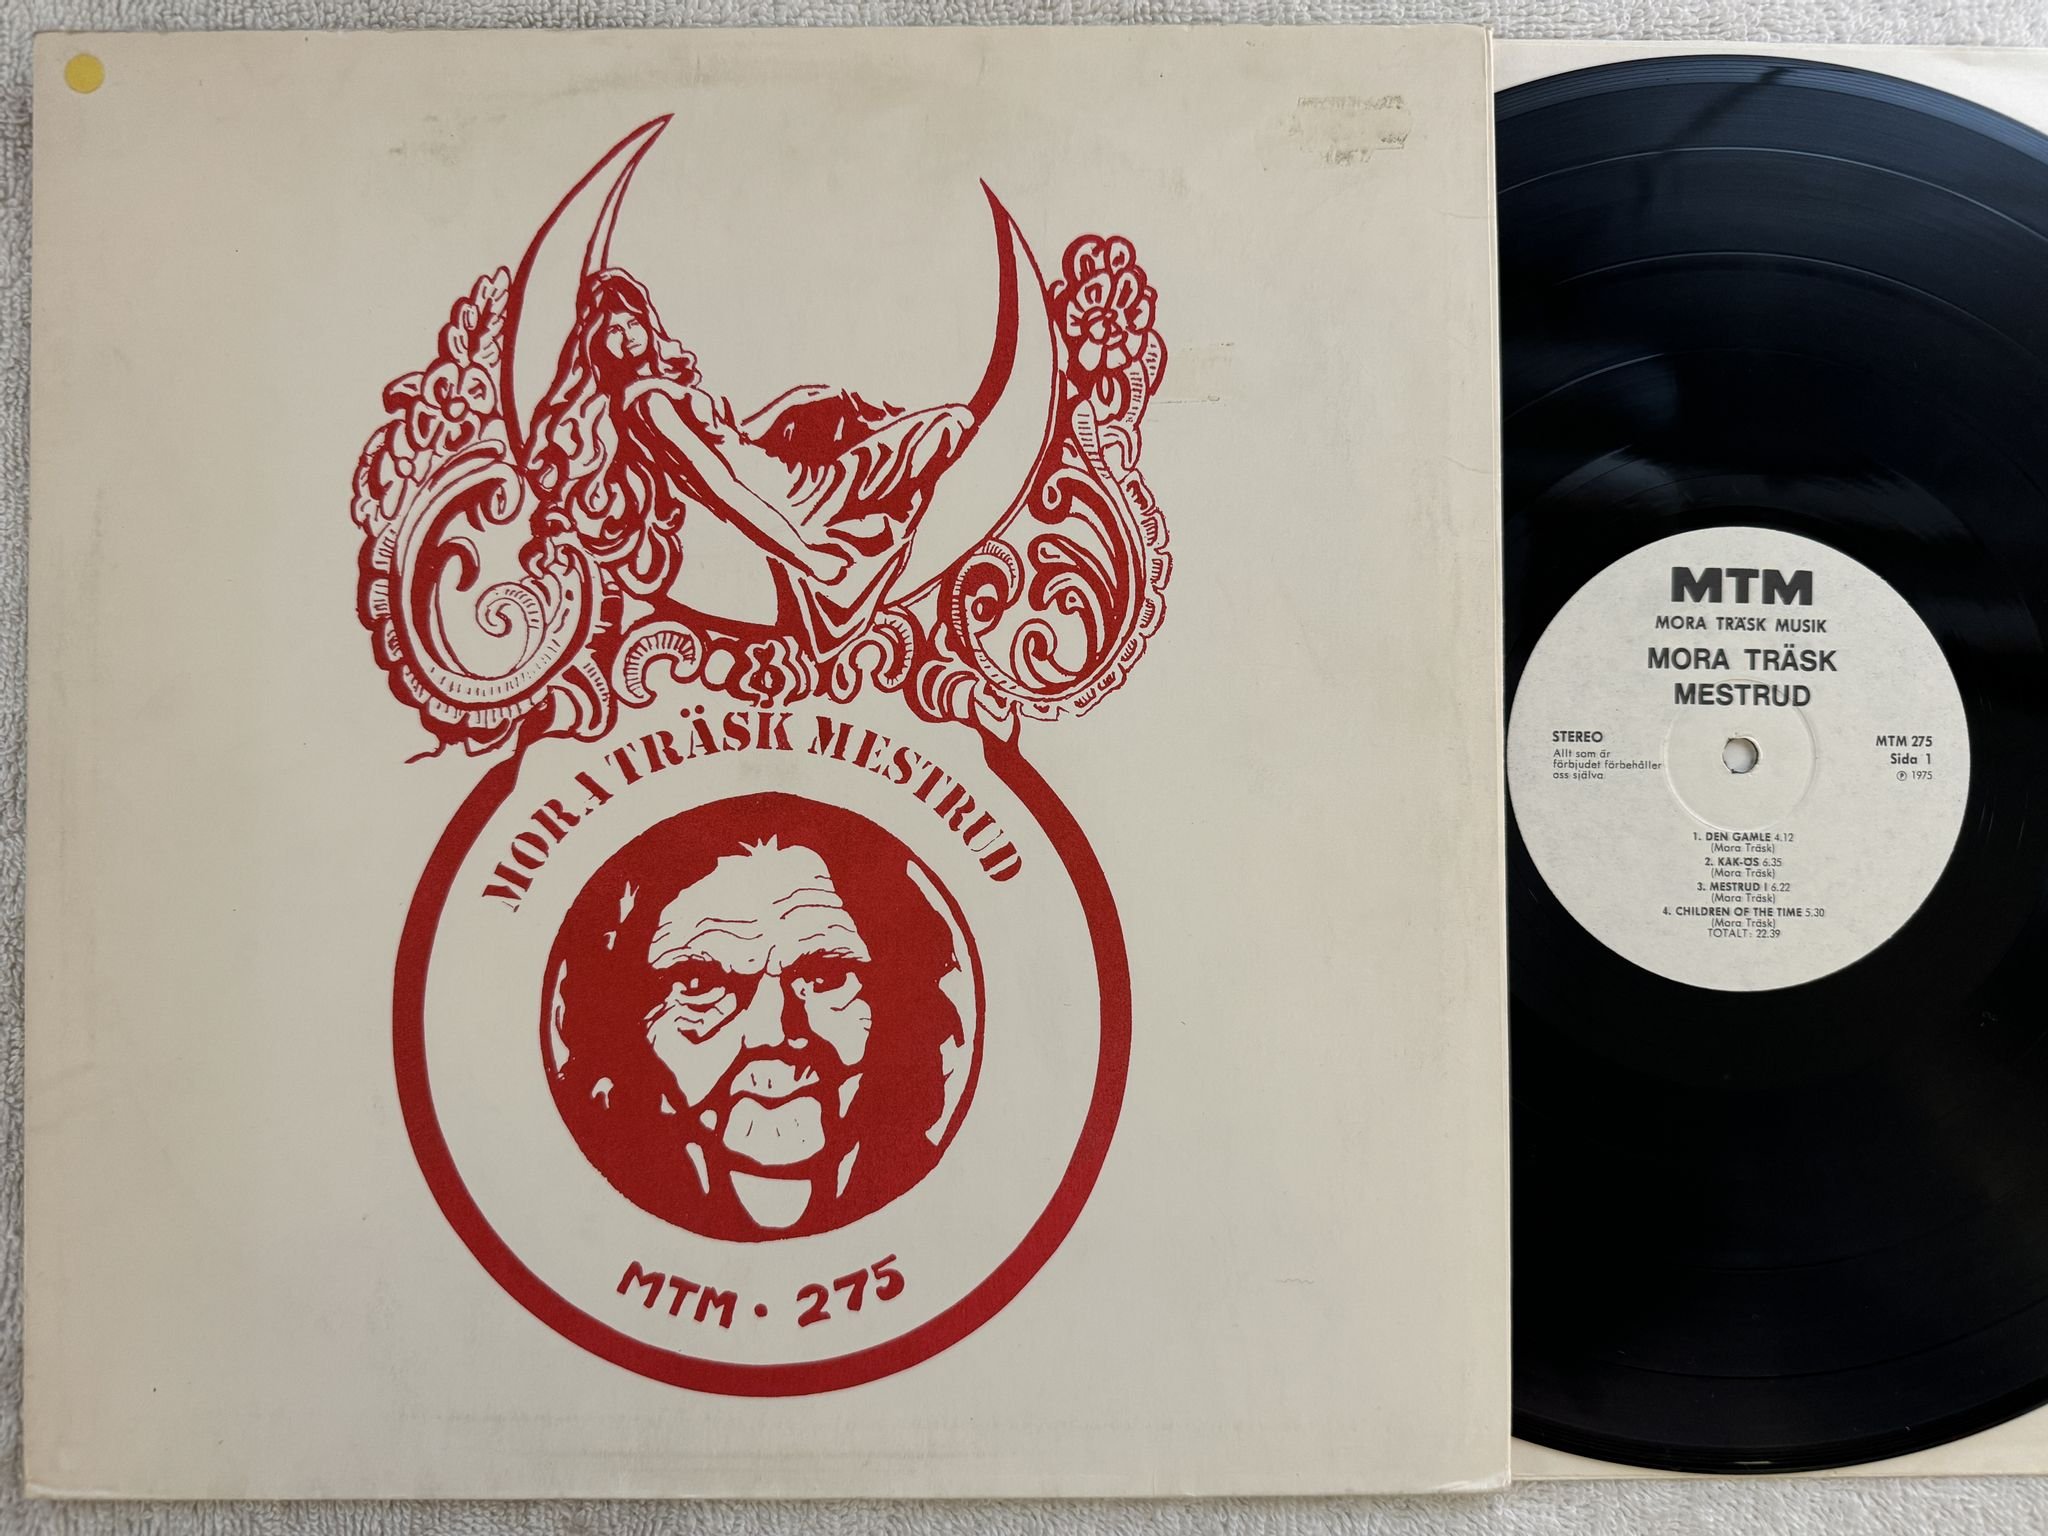 MORA TRÄSK MESTRUD
MTM · 275
MTM
MORA TRÄSK MUSIK
MORA TRÄSK
MESTRUD
STEREO
Allt som är
förbjudet förbehåller
oss själva
MTM 275
Sida 1
℗ 1975
1. DEN GAMLE 4.12
(Mora Träsk)
2. KAK-ÖS 6.35
(Mora Träsk)
3. MESTRUD I 6.22
(Mora Träsk)
4. CHILDREN OF THE TIME 5.30
(Mora Träsk)
TOTALT: 22.39